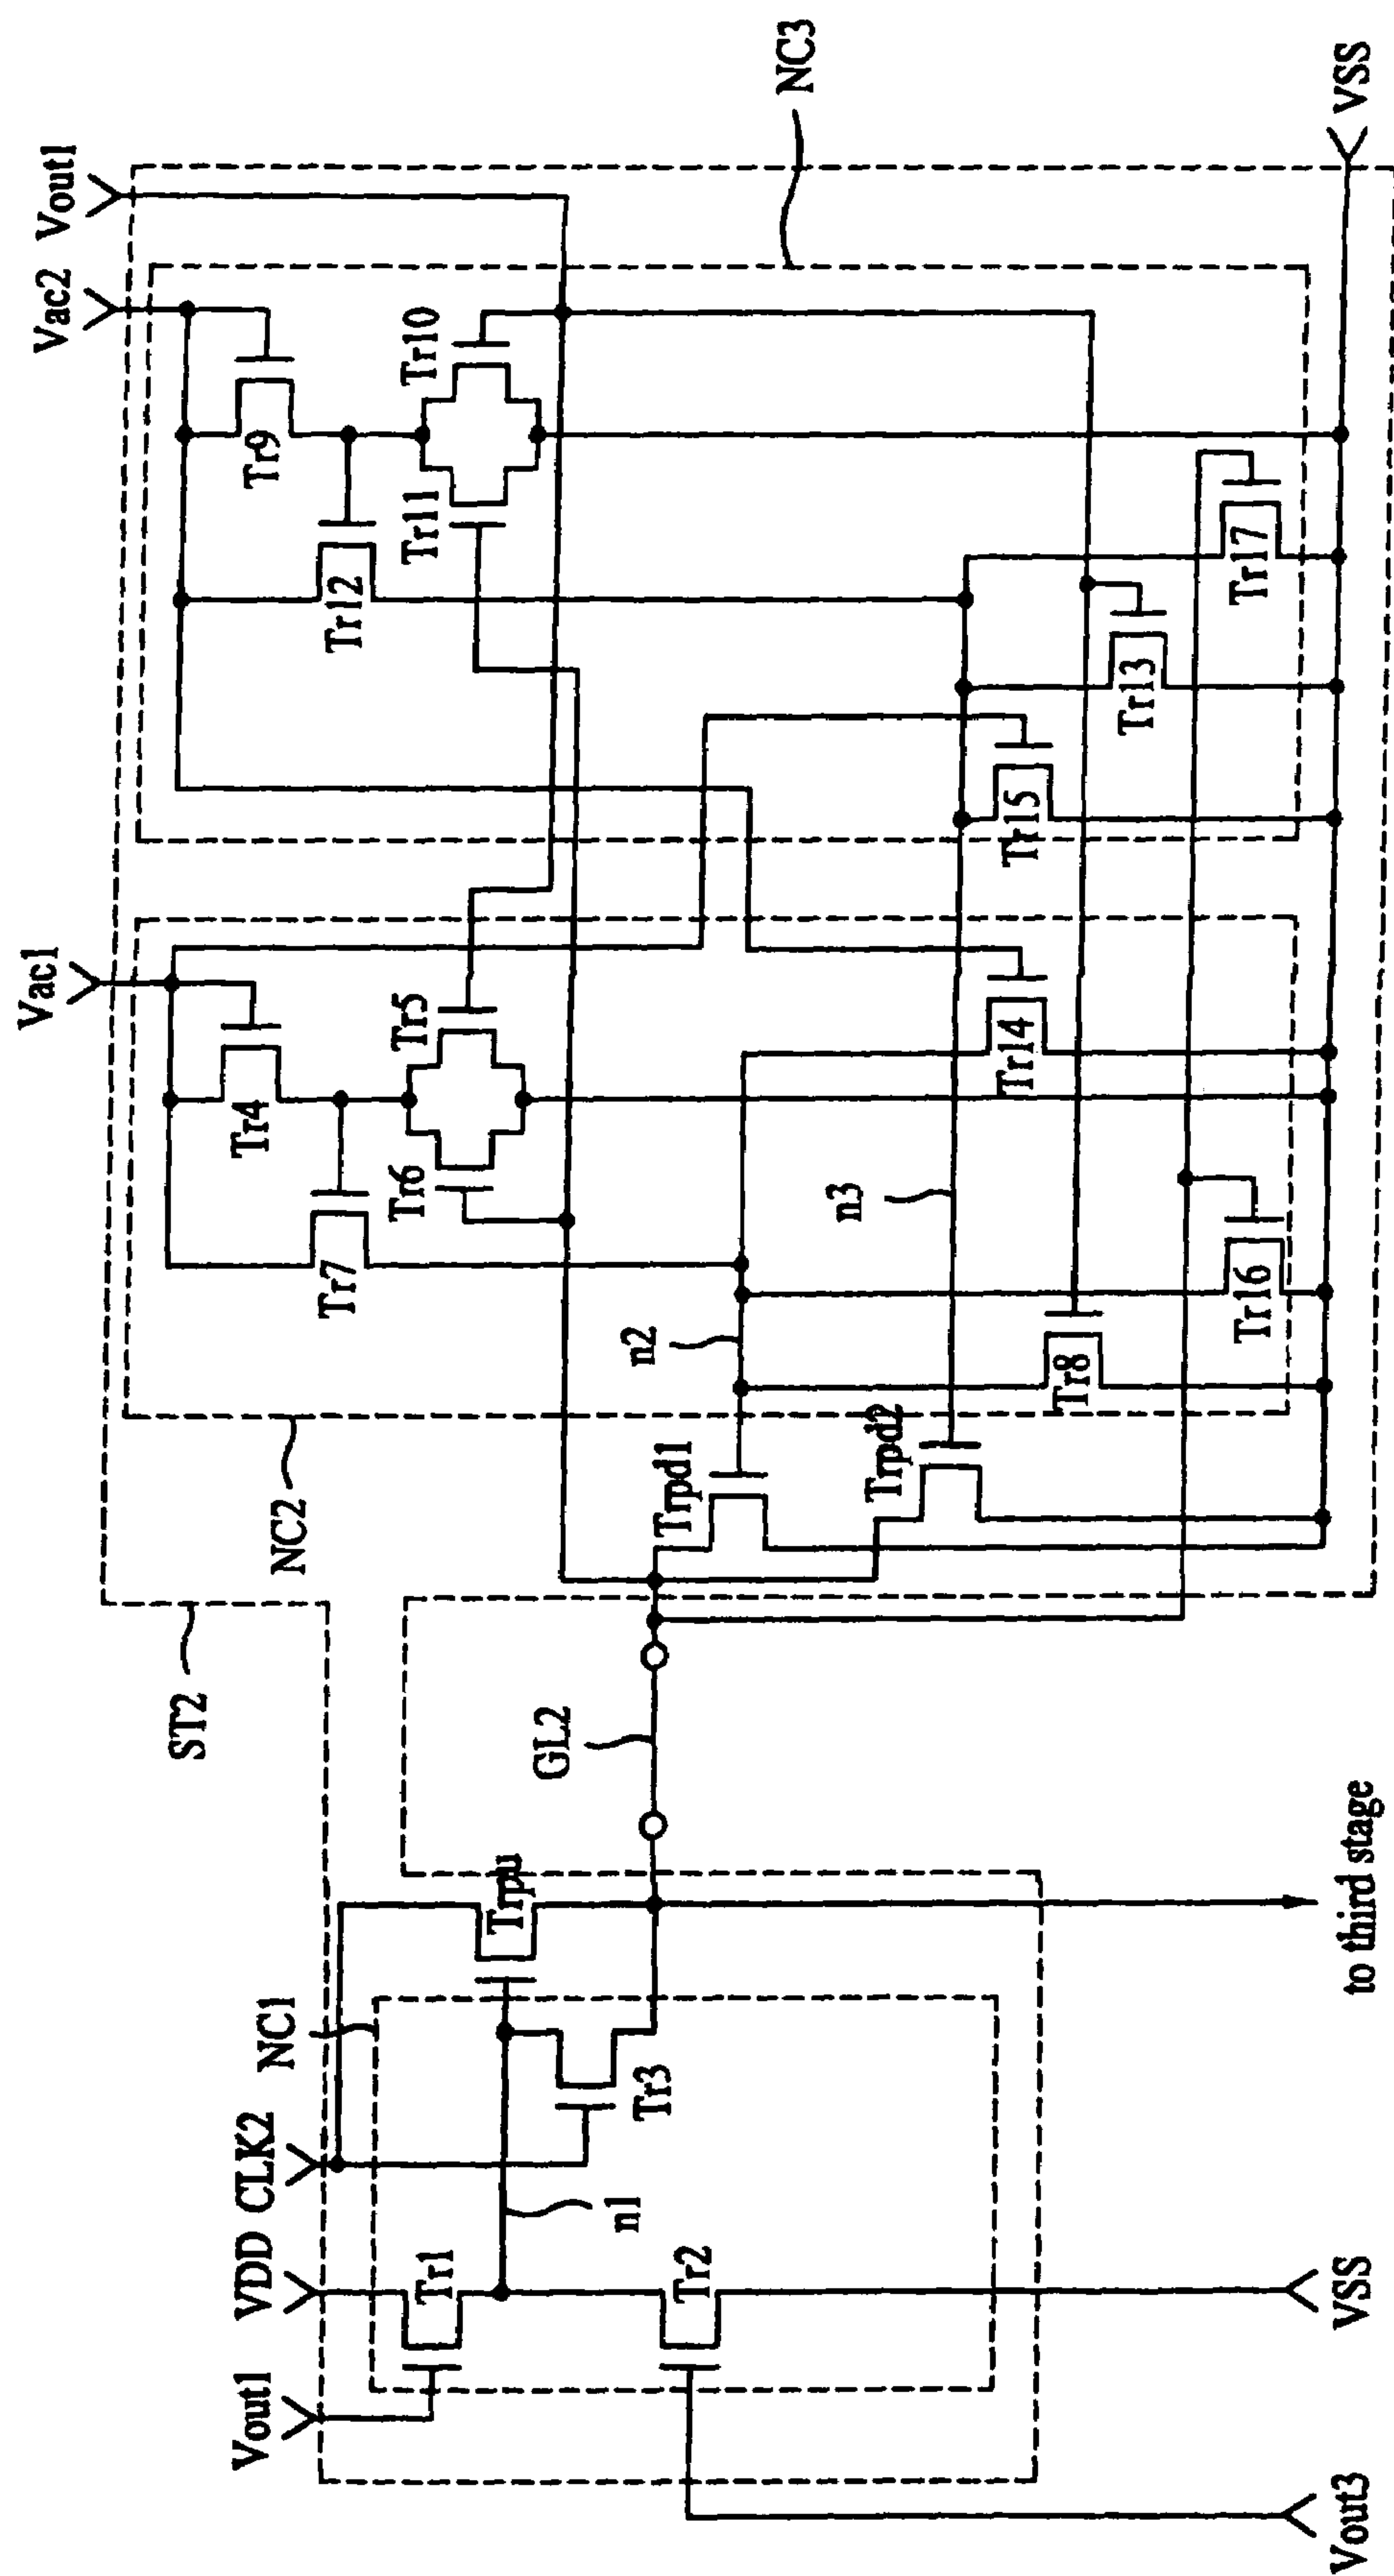 Vout1
VDD
CLK2
NC1
ST2
NC2
Vac1
Vac2
Vout1
NC3
Tr1
Tr2
n1
Tr3
Trpu
GL2
Trpd1
Trpd2
n2
n3
Tr4
Tr5
Tr6
Tr7
Tr8
Tr14
Tr16
Tr9
Tr10
Tr11
Tr12
Tr13
Tr15
Tr17
Vout3
VSS
to third stage
VSS